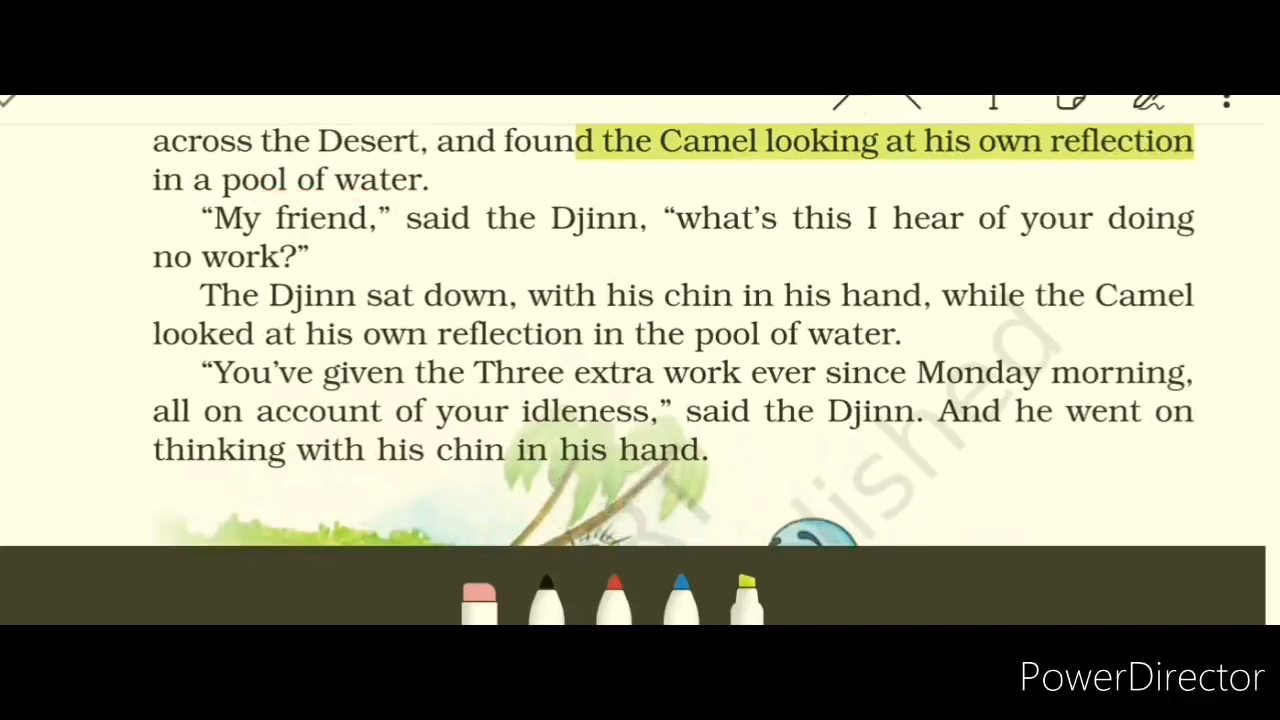 across the Desert, and found the Camel looking at his own reflection
in a pool of water.
“My friend,” said the Djinn, “what’s this I hear of your doing
no work?”
The Djinn sat down, with his chin in his hand, while the Camel
looked at his own reflection in the pool of water.
“You’ve given the Three extra work ever since Monday morning,
all on account of your idleness,” said the Djinn. And he went on
thinking with his chin in his hand.
PowerDirector